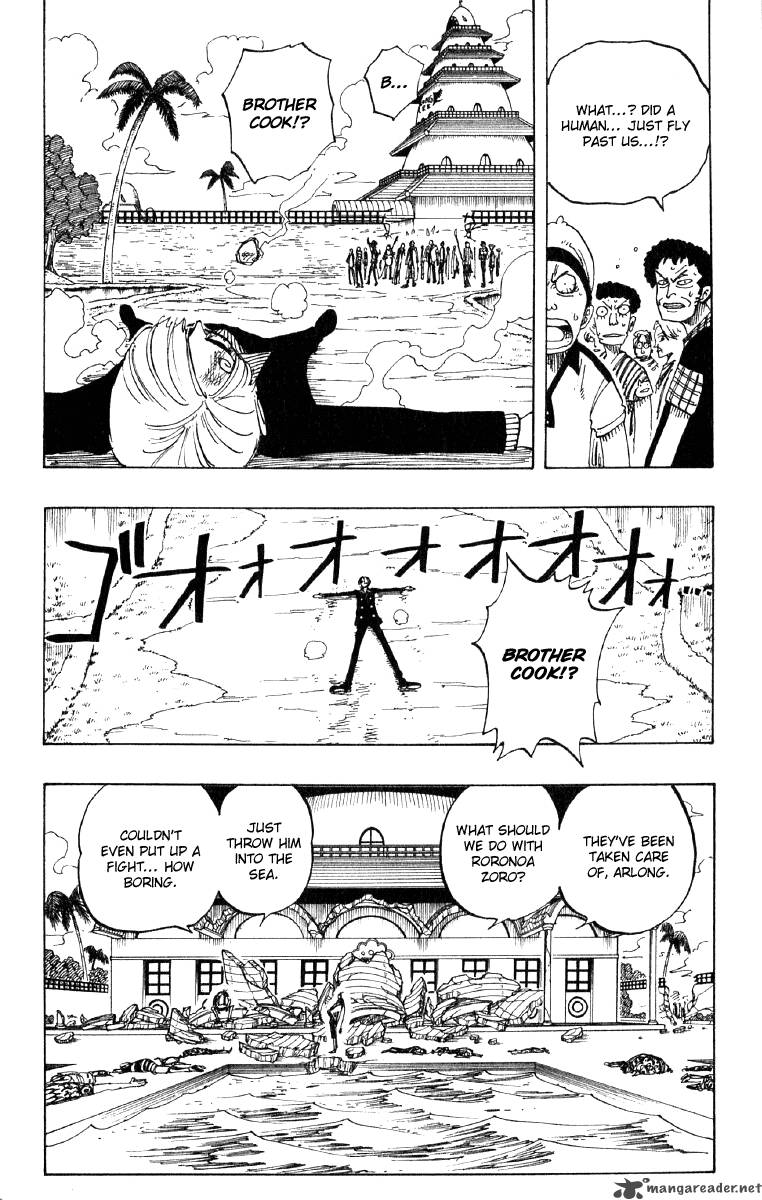 WHAT...? DID A
HUMAN... JUST FLY
PAST US...!?
B...
BROTHER
COOK!?
ゴオオオオオオオオ
BROTHER
COOK!?
THEY'VE BEEN
TAKEN CARE
OF, ARLONG.
WHAT SHOULD
WE DO WITH
RORONOA
ZORO?
JUST
THROW HIM
INTO THE
SEA.
COULDN'T
EVEN PUT UP A
FIGHT... HOW
BORING.
mangareader.net